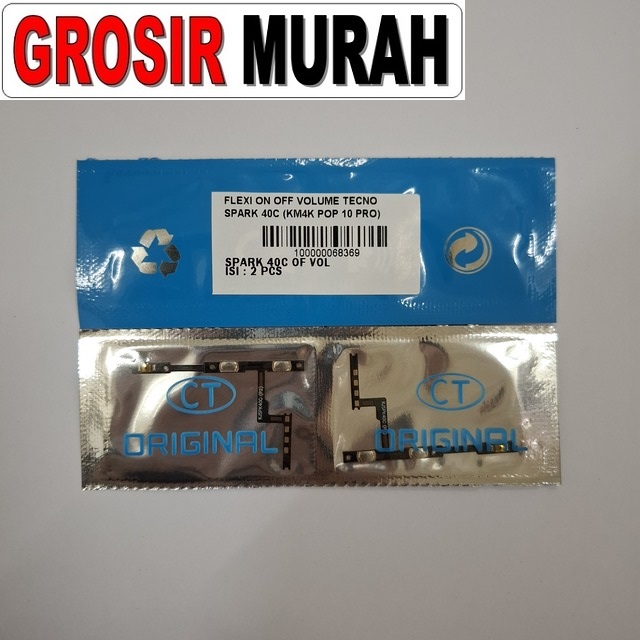 GROSIR MURAH
FLEXI ON OFF VOLUME TECNO
SPARK 40C (KM4K POP 10 PRO)
100000068369
SPARK 40C OF VOL
ISI : 2 PCS
CT
ORIGINAL
CT
ORIGINAL